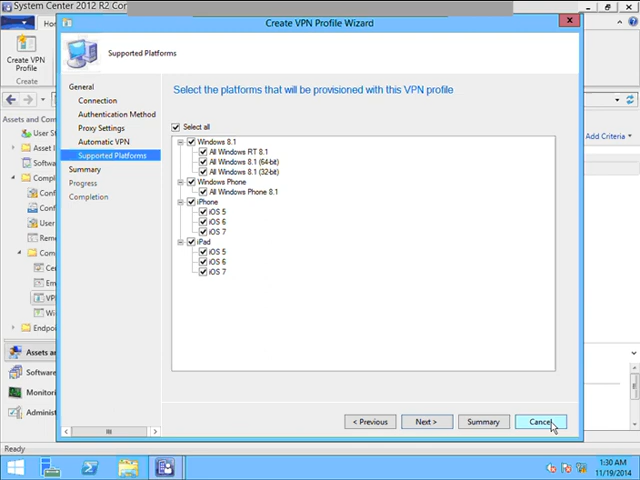 System Center 2012 R2 Cor
Create VPN Profile Wizard
Create VPN
Profile
Create
Supported Platforms
General
Connection
Authentication Method
Proxy Settings
Automatic VPN
Supported Platforms
Summary
Progress
Completion
Select the platforms that will be provisioned with this VPN profile
Select all
Windows 8.1
All Windows RT 8.1
All Windows 8.1 (64-bit)
All Windows 8.1 (32-bit)
Windows Phone
All Windows Phone 8.1
iPhone
iOS 5
iOS 6
iOS 7
iPad
iOS 5
iOS 6
iOS 7
< Previous
Next >
Summary
Cancel
Assets and Com
User St
Asset I
Softwa
Compl
Conf
Conf
User
Rem
Com
Cer
Em
VP
Wi
Endpo
Assets ar
Software
Monitori
Administ
Add Criteria
Ready
1:30 AM
11/19/2014